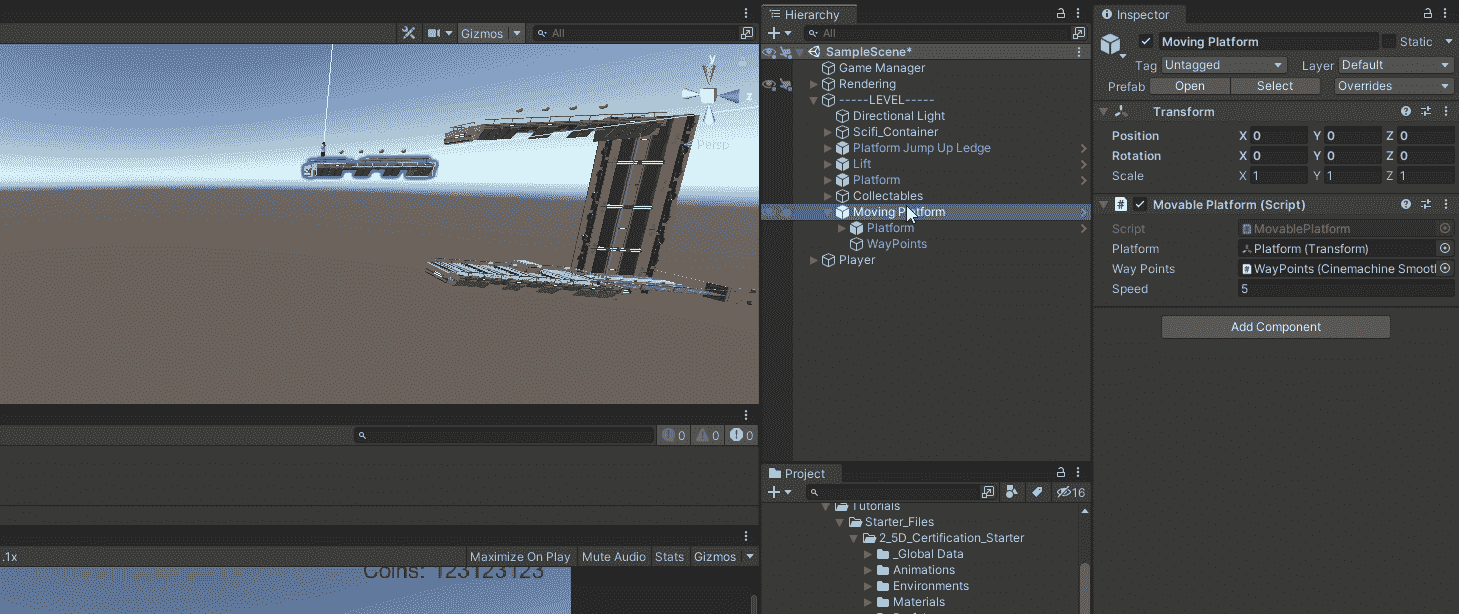 Hierarchy
Inspector
Gizmos
All
All
Moving Platform
Static
Tag Untagged Layer Default
Prefab Open Select Overrides
SampleScene*
Game Manager
Rendering
-----LEVEL-----
Directional Light
Scifi_Container
Platform Jump Up Ledge
Lift
Platform
Collectables
Moving Platform
Platform
WayPoints
Player
y
z
Persp
Transform
Position X 0 Y 0 Z 0
Rotation X 0 Y 0 Z 0
Scale X 1 Y 1 Z 1
# Movable Platform (Script)
Script # MovablePlatform
Platform Platform (Transform)
Way Points # WayPoints (Cinemachine Smooth
Speed 5
Add Component
0 0 0
Project
16
Tutorials
Starter_Files
2_5D_Certification_Starter
_Global Data
Animations
Environments
Materials
.1x Maximize On Play Mute Audio Stats Gizmos
Coins: 123123123